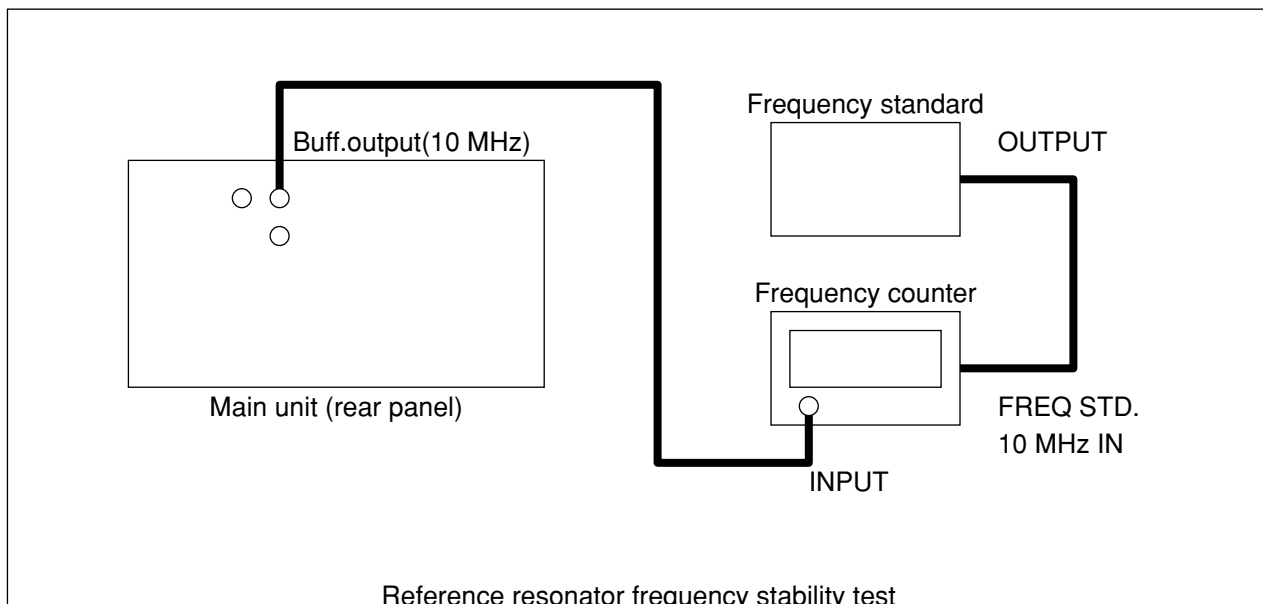 Frequency standard
Buff.output(10 MHz)
OUTPUT
Frequency counter
Main unit (rear panel)
FREQ STD.
10 MHz IN
INPUT
Reference resonator frequency stability test